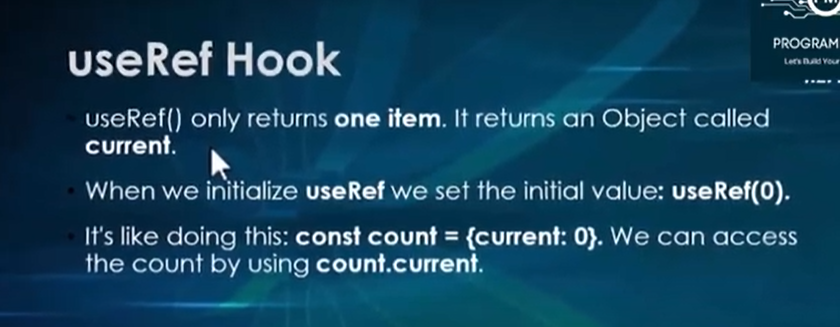 useRef Hook
useRef() only returns one item. It returns an Object called
current.
When we initialize useRef we set the initial value: useRef(0).
It's like doing this: const count = {current: 0}. We can access
the count by using count.current.
PROGRAM
Let's Build Your